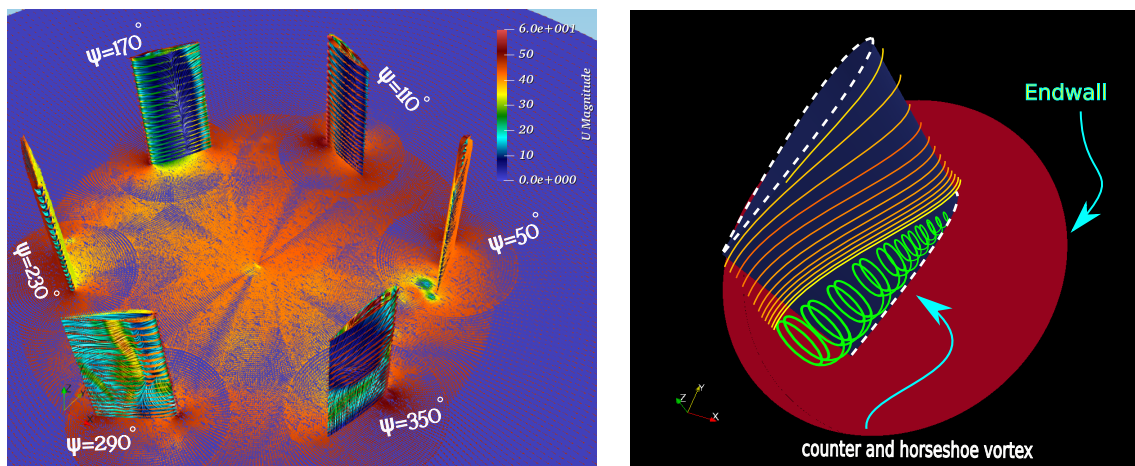 ψ=170°
ψ=110°
ψ=50°
ψ=230°
ψ=290°
ψ=350°
6.0e+001
50
40
30
20
10
0.0e+000
U Magnitude
Endwall
counter and horseshoe vortex
Y
Z
X